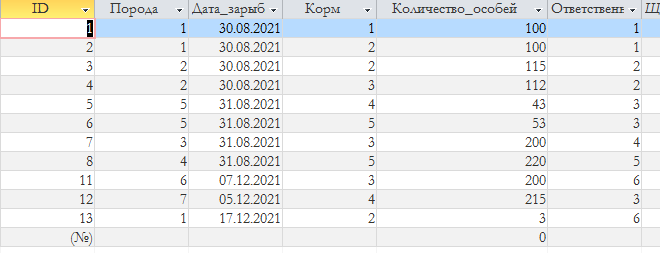 ID Порода Дата_зарыб Корм Количество_особей Ответственн Щ
1 1 30.08.2021 1 100 1
2 1 30.08.2021 2 100 1
3 2 30.08.2021 2 115 2
4 2 30.08.2021 3 112 2
5 5 31.08.2021 4 43 3
6 5 31.08.2021 5 53 3
7 3 31.08.2021 3 200 4
8 4 31.08.2021 5 220 5
11 6 07.12.2021 3 200 6
12 7 05.12.2021 4 215 3
13 1 17.12.2021 2 3 6
(№) 0